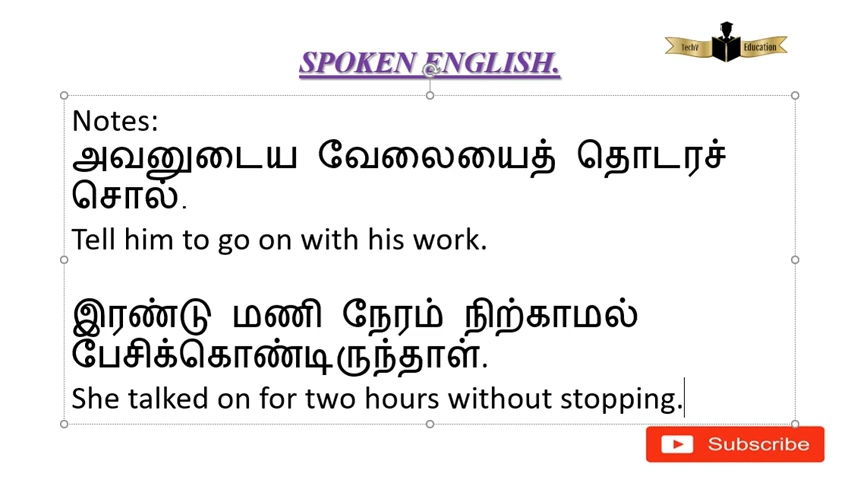 SPOKEN ENGLISH.
TechY Education
Notes:
அவனுடைய வேலையைத் தொடரச்
சொல்.
Tell him to go on with his work.
இரண்டு மணி நேரம் நிற்காமல்
பேசிக்கொண்டிருந்தாள்.
She talked on for two hours without stopping.
Subscribe